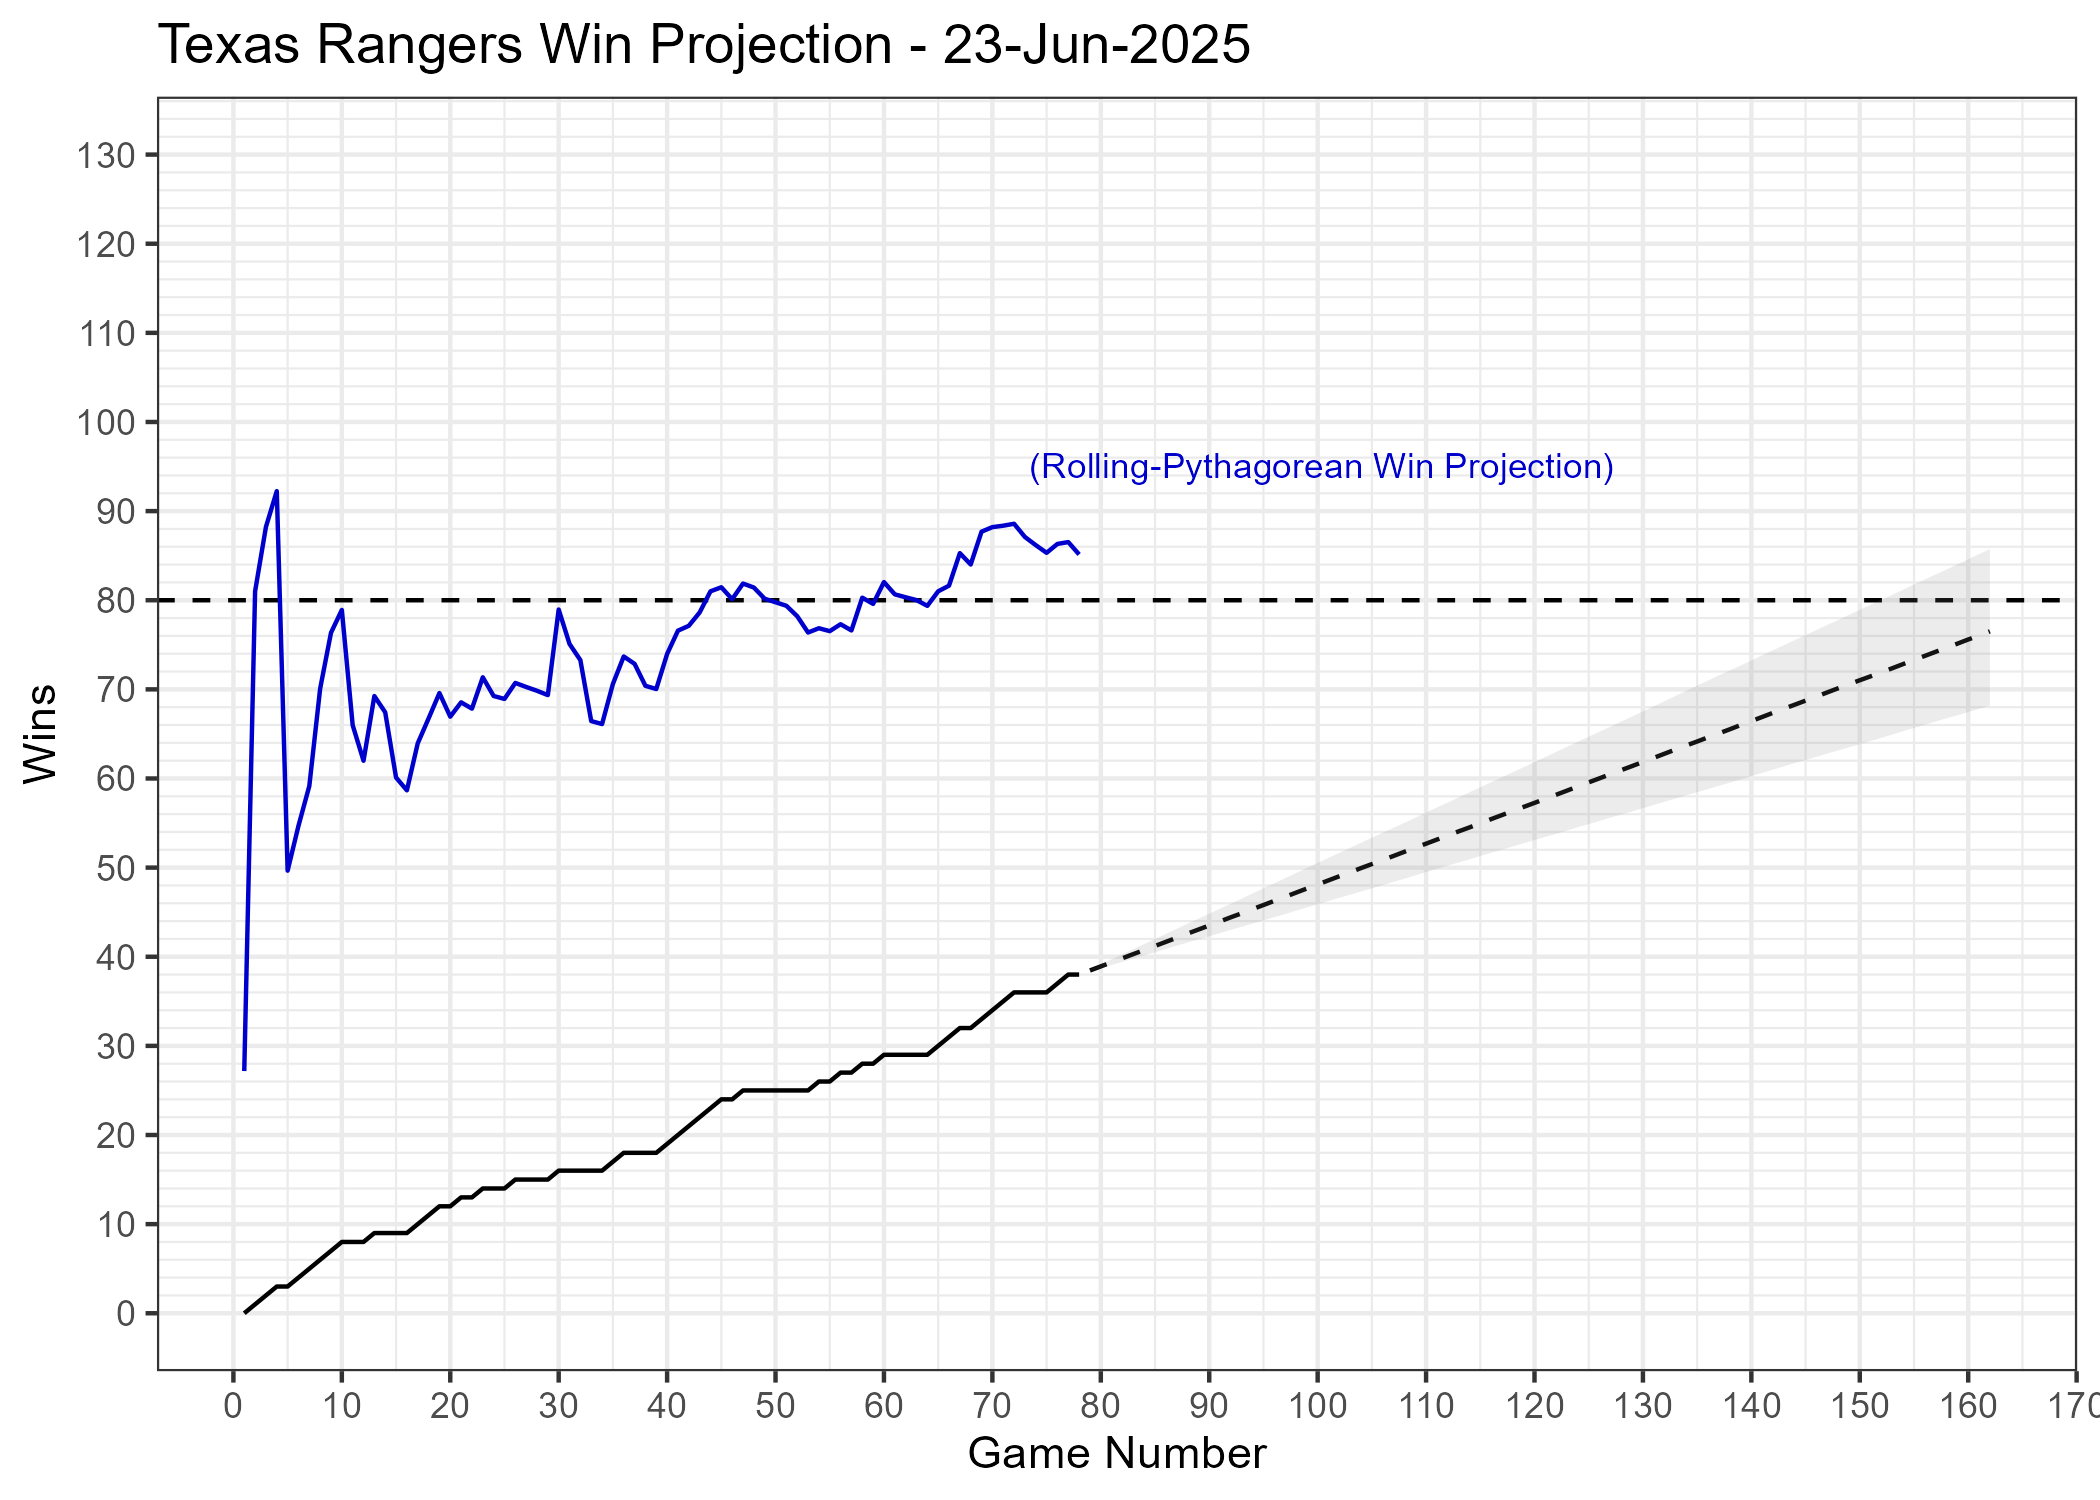 Texas Rangers Win Projection - 23-Jun-2025
130
120
110
100
90
80
70
60
50
40
30
20
10
0
Wins
(Rolling-Pythagorean Win Projection)
0 10 20 30 40 50 60 70 80 90 100 110 120 130 140 150 160 170
Game Number